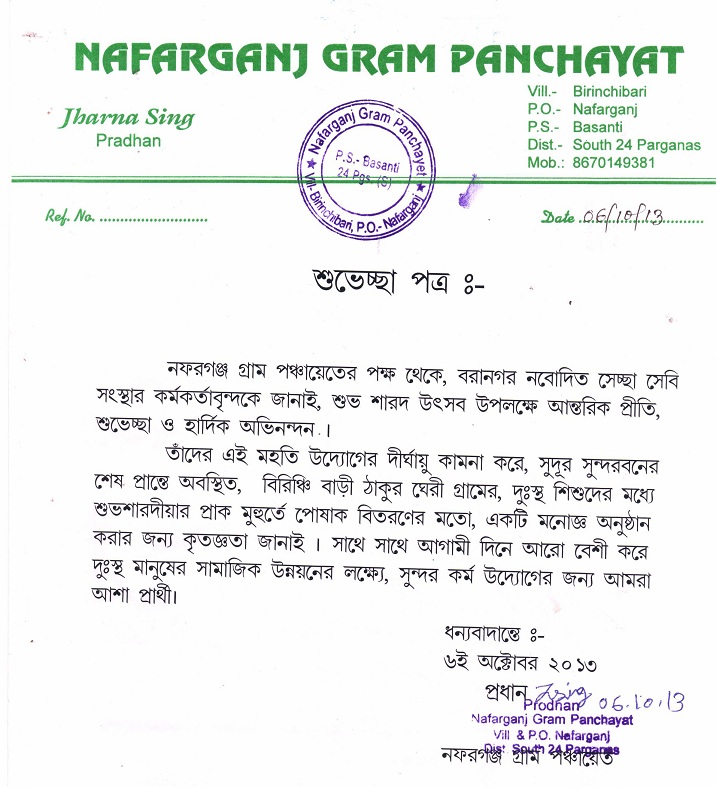 NAFARGANJ GRAM PANCHAYAT
Jharna Sing
Pradhan
Vill.- Birinchibari
P.O.- Nafarganj
P.S.- Basanti
Dist.- South 24 Parganas
Mob.: 8670149381
★ Nafarganj Gram Panchayet ★
P.S.- Basanti
24 Pgs. (S)
Vill- Birinchibari, P.O.- Nafarganj
Ref. No. ...........................
Date 06/10/13
শুভেচ্ছা পত্র ঃ-
নফরগঞ্জ গ্রাম পঞ্চায়েতের পক্ষ থেকে, বরানগর নবোদিত সেচ্ছা সেবি
সংস্থার কর্মকর্তাবৃন্দকে জানাই, শুভ শারদ উৎসব উপলক্ষে আন্তরিক প্রীতি,
শুভেচ্ছা ও হার্দিক অভিনন্দন।
তাঁদের এই মহতি উদ্যোগের দীর্ঘায়ু কামনা করে, সুদূর সুন্দরবনের
শেষ প্রান্তে অবস্থিত, বিরিঞ্চি বাড়ী ঠাকুর ঘেরী গ্রামের, দুঃস্থ শিশুদের মধ্যে
শুভশারদীয়ার প্রাক মুহুর্তে পোষাক বিতরণের মতো, একটি মনোজ্ঞ অনুষ্ঠান
করার জন্য কৃতজ্ঞতা জানাই । সাথে সাথে আগামী দিনে আরো বেশী করে
দুঃস্থ মানুষের সামাজিক উন্নয়নের লক্ষ্যে, সুন্দর কর্ম উদ্যোগের জন্য আমরা
আশা প্রার্থী।
ধন্যবাদান্তে ঃ-
৬ই অক্টোবর ২০১৩
প্রধান JSing 06.10.13
Prodhan
Nafarganj Gram Panchayat
Vill & P.O. Nafarganj
Dist South 24 Parganas
নফরগঞ্জ গ্রাম পঞ্চায়েত